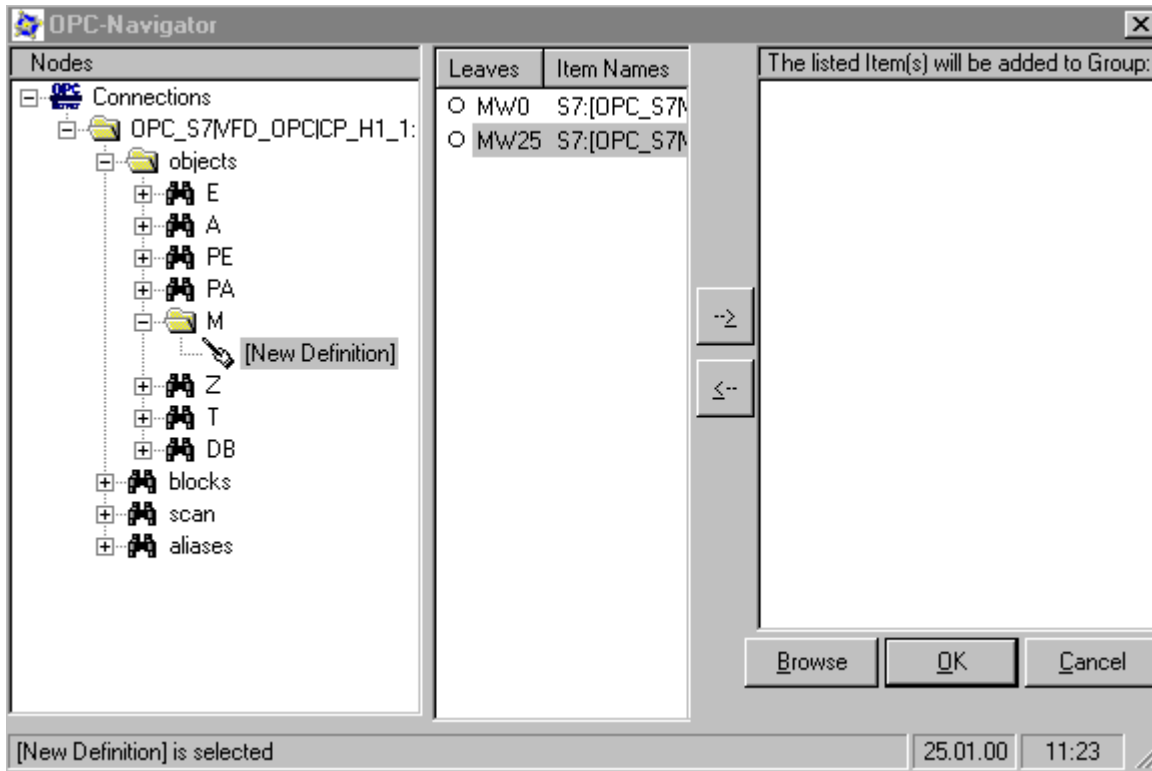 OPC-Navigator
Nodes
Connections
OPC_S7|VFD_OPC|CP_H1_1:
objects
E
A
PE
PA
M
[New Definition]
Z
T
DB
blocks
scan
aliases
Leaves Item Names
MW0 S7:[OPC_S7|
MW25 S7:[OPC_S7|
-->
<--
The listed Item(s) will be added to Group:
Browse OK Cancel
[New Definition] is selected 25.01.00 11:23